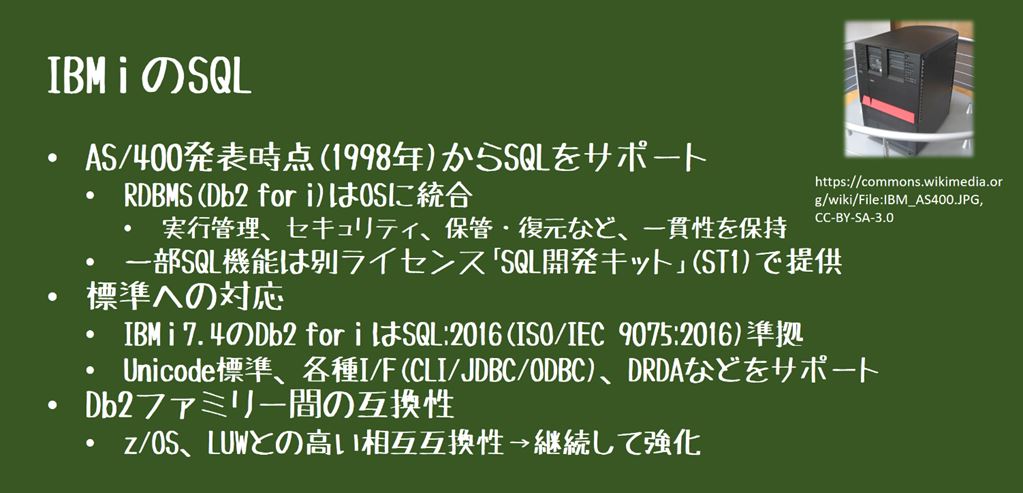 IBM i のSQL
• AS/400発表時点(1998年)からSQLをサポート
• RDBMS(Db2 for i)はOSに統合
• 実行管理、セキュリティ、保管・復元など、一貫性を保持
• 一部SQL機能は別ライセンス「SQL開発キット」(ST1)で提供
• 標準への対応
• IBM i 7.4のDb2 for i はSQL:2016(ISO/IEC 9075:2016)準拠
• Unicode標準、各種I/F(CLI/JDBC/ODBC)、DRDAなどをサポート
• Db2ファミリー間の互換性
• z/OS、LUWとの高い相互互換性→継続して強化
https://commons.wikimedia.or
g/wiki/File:IBM_AS400.JPG,
CC-BY-SA-3.0